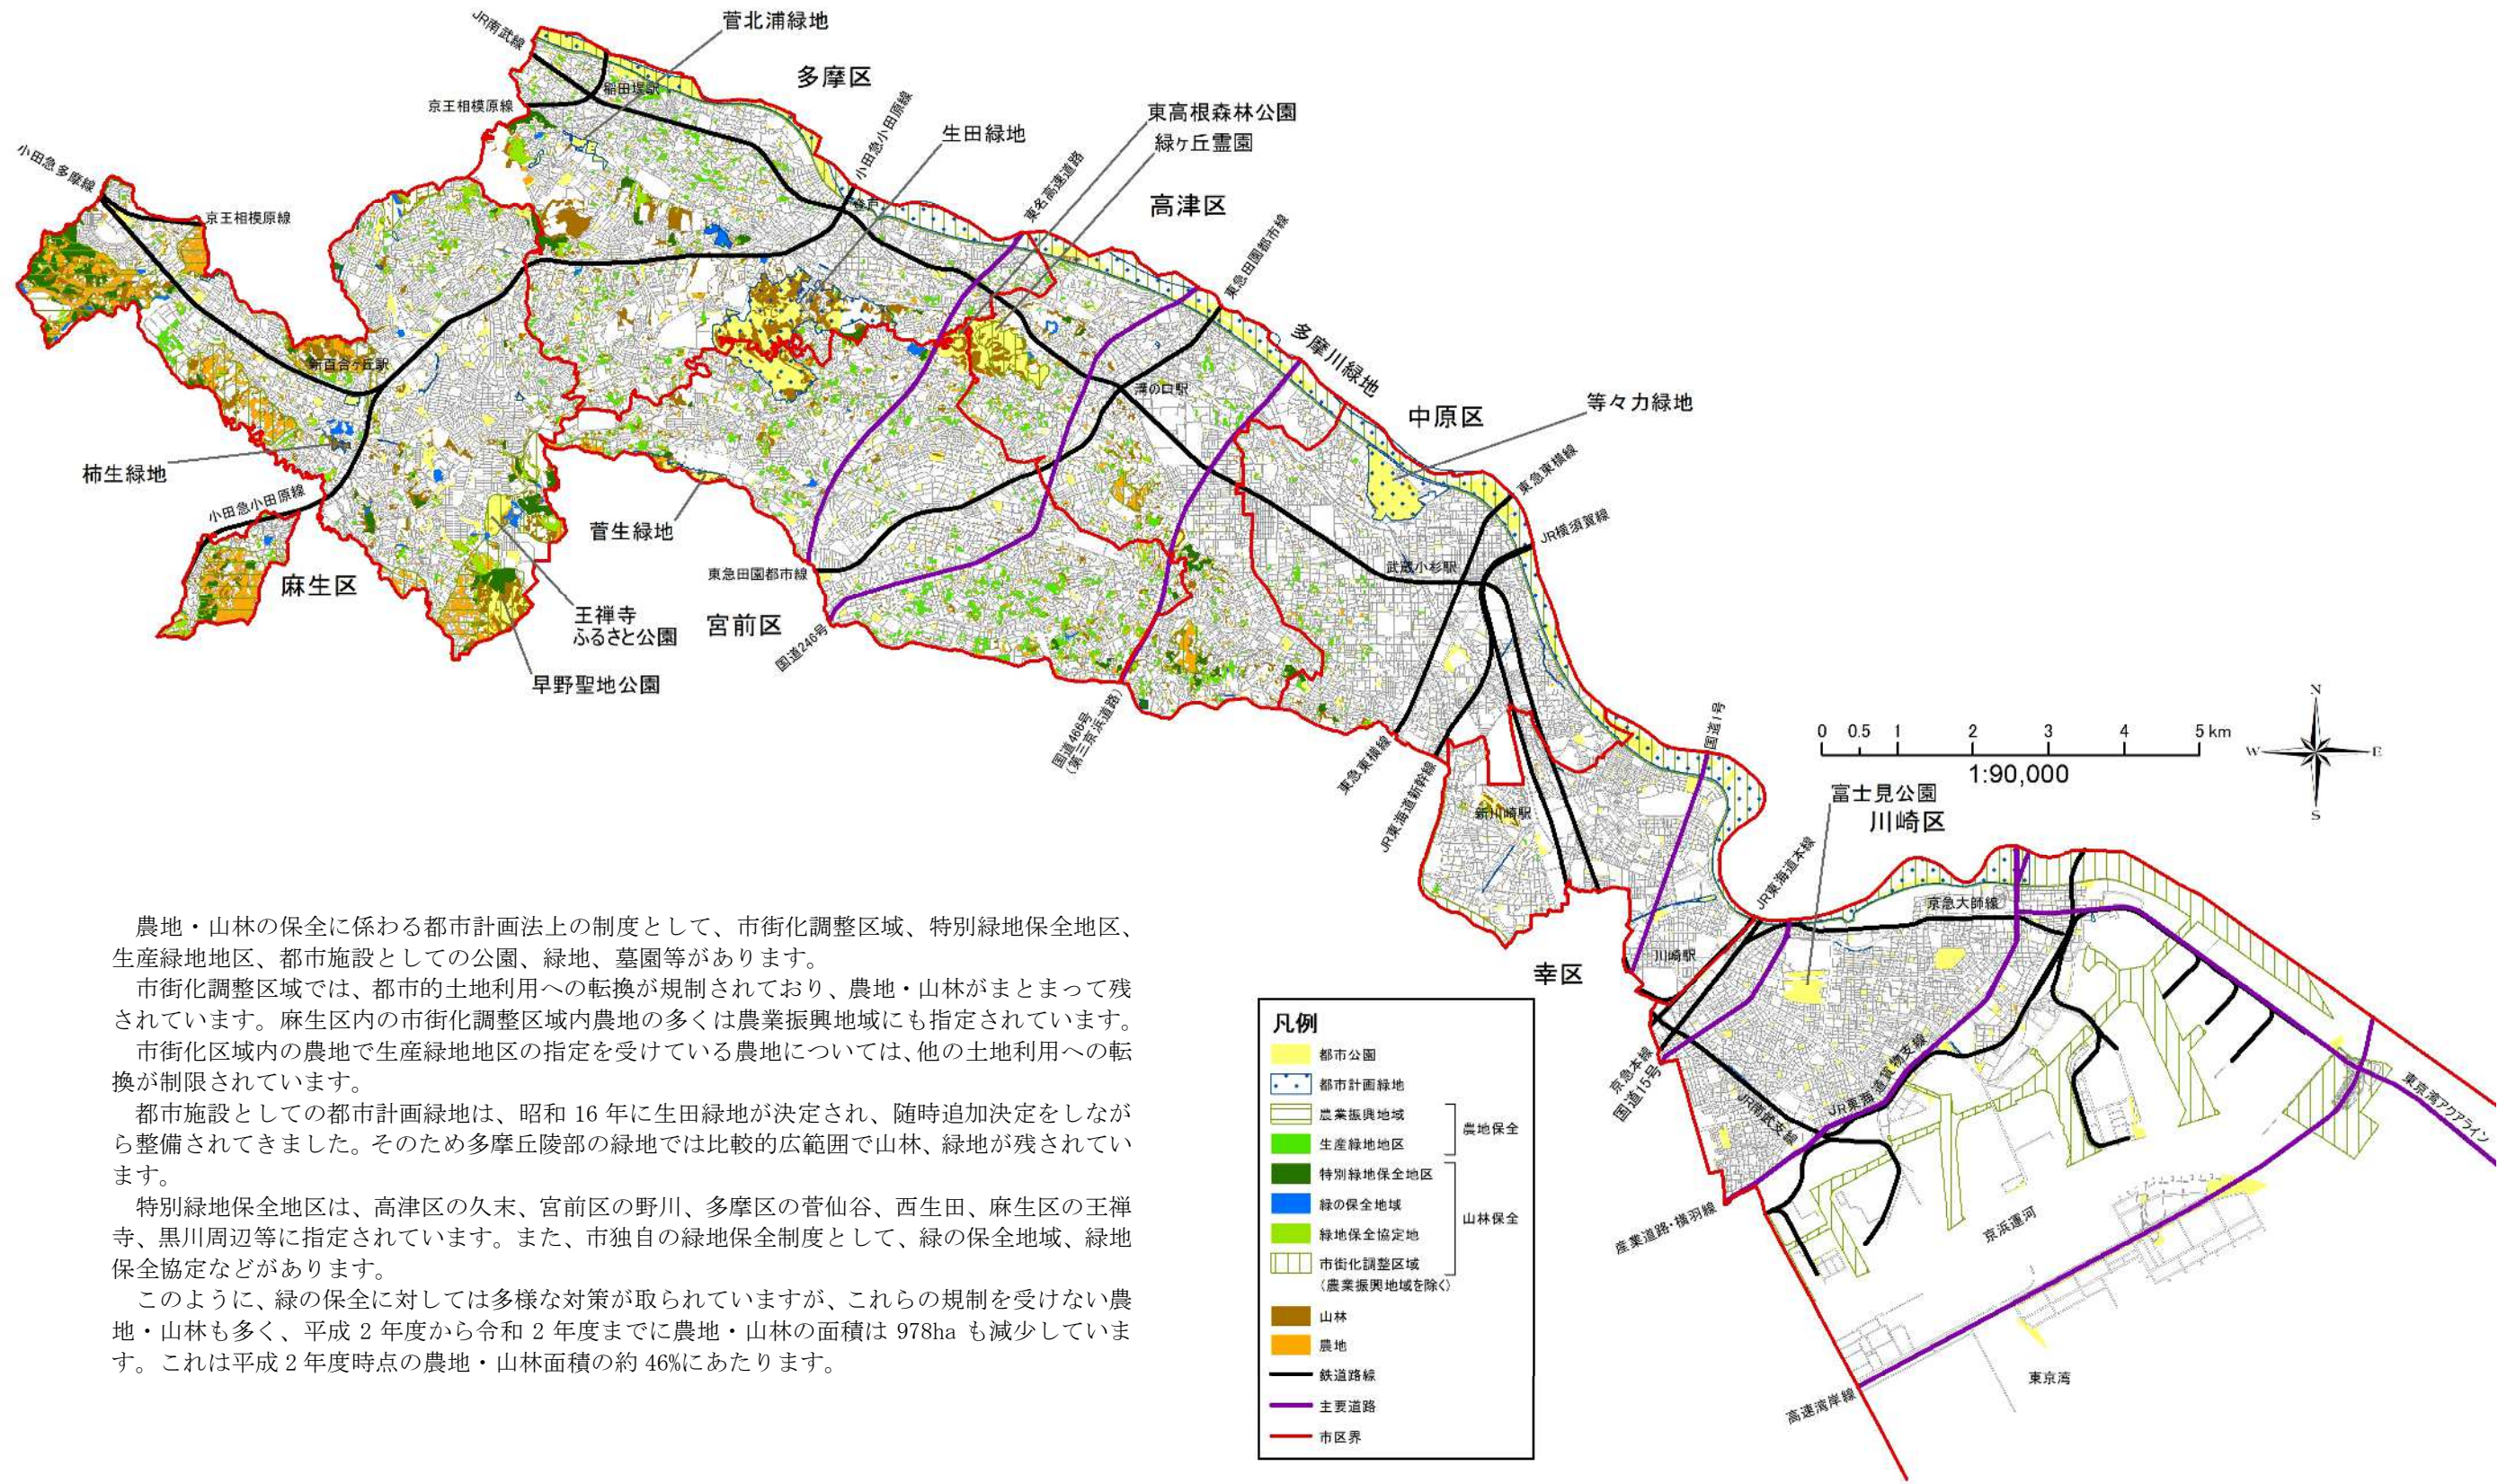 JR南武線
菅北浦緑地
多摩区
稲田堤駅
京王相模原線
小田急小田原線
東高根森林公園
緑ヶ丘霊園
生田緑地
小田急多摩線
京王相模原線
東名高速道路
高津区
東急田園都市線
新百合ヶ丘駅
溝の口駅
多摩川緑地
中原区
等々力緑地
柿生緑地
小田急小田原線
菅生緑地
東急東横線
JR横須賀線
東急田園都市線
武蔵小杉駅
麻生区
王禅寺
ふるさと公園
宮前区
国道246号
早野聖地公園
国道466号
(第三京浜道路)
東急東横線
JR東海道新幹線
新川崎駅
国道1号
N
W
E
S
0 0.5 1 2 3 4 5 km
1:90,000
富士見公園
川崎区
JR東海道本線
京急大師線
川崎駅
幸区
京急本線
国道15号
JR南武支線
JR東海道貨物支線
東京湾アクアライン
産業道路・横羽線
京浜運河
高速湾岸線
東京湾
農地・山林の保全に係わる都市計画法上の制度として、市街化調整区域、特別緑地保全地区、
生産緑地地区、都市施設としての公園、緑地、墓園等があります。
市街化調整区域では、都市的土地利用への転換が規制されており、農地・山林がまとまって残
されています。麻生区内の市街化調整区域内農地の多くは農業振興地域にも指定されています。
市街化区域内の農地で生産緑地地区の指定を受けている農地については、他の土地利用への転
換が制限されています。
都市施設としての都市計画緑地は、昭和 16 年に生田緑地が決定され、随時追加決定をしなが
ら整備されてきました。そのため多摩丘陵部の緑地では比較的広範囲で山林、緑地が残されてい
ます。
特別緑地保全地区は、高津区の久末、宮前区の野川、多摩区の菅仙谷、西生田、麻生区の王禅
寺、黒川周辺等に指定されています。また、市独自の緑地保全制度として、緑の保全地域、緑地
保全協定などがあります。
このように、緑の保全に対しては多様な対策が取られていますが、これらの規制を受けない農
地・山林も多く、平成 2 年度から令和 2 年度までに農地・山林の面積は 978ha も減少していま
す。これは平成 2 年度時点の農地・山林面積の約 46%にあたります。
凡例
都市公園
都市計画緑地
農業振興地域
農地保全
生産緑地地区
特別緑地保全地区
緑の保全地域
山林保全
緑地保全協定地
市街化調整区域
(農業振興地域を除く)
山林
農地
鉄道路線
主要道路
市区界